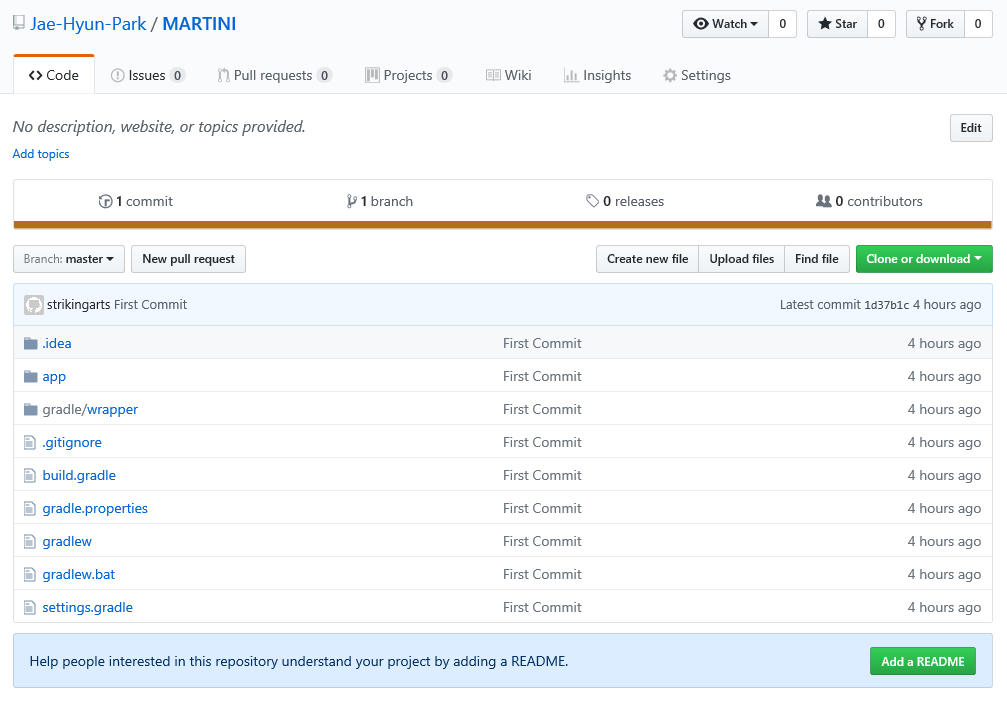 Jae-Hyun-Park / MARTINI Watch 0 Star 0 Fork 0
Code Issues 0 Pull requests 0 Projects 0 Wiki Insights Settings
No description, website, or topics provided. Edit
Add topics
1 commit 1 branch 0 releases 0 contributors
Branch: master New pull request Create new file Upload files Find file Clone or download
strikingarts First Commit Latest commit 1d37b1c 4 hours ago
.idea First Commit 4 hours ago
app First Commit 4 hours ago
gradle/wrapper First Commit 4 hours ago
.gitignore First Commit 4 hours ago
build.gradle First Commit 4 hours ago
gradle.properties First Commit 4 hours ago
gradlew First Commit 4 hours ago
gradlew.bat First Commit 4 hours ago
settings.gradle First Commit 4 hours ago
Help people interested in this repository understand your project by adding a README. Add a README